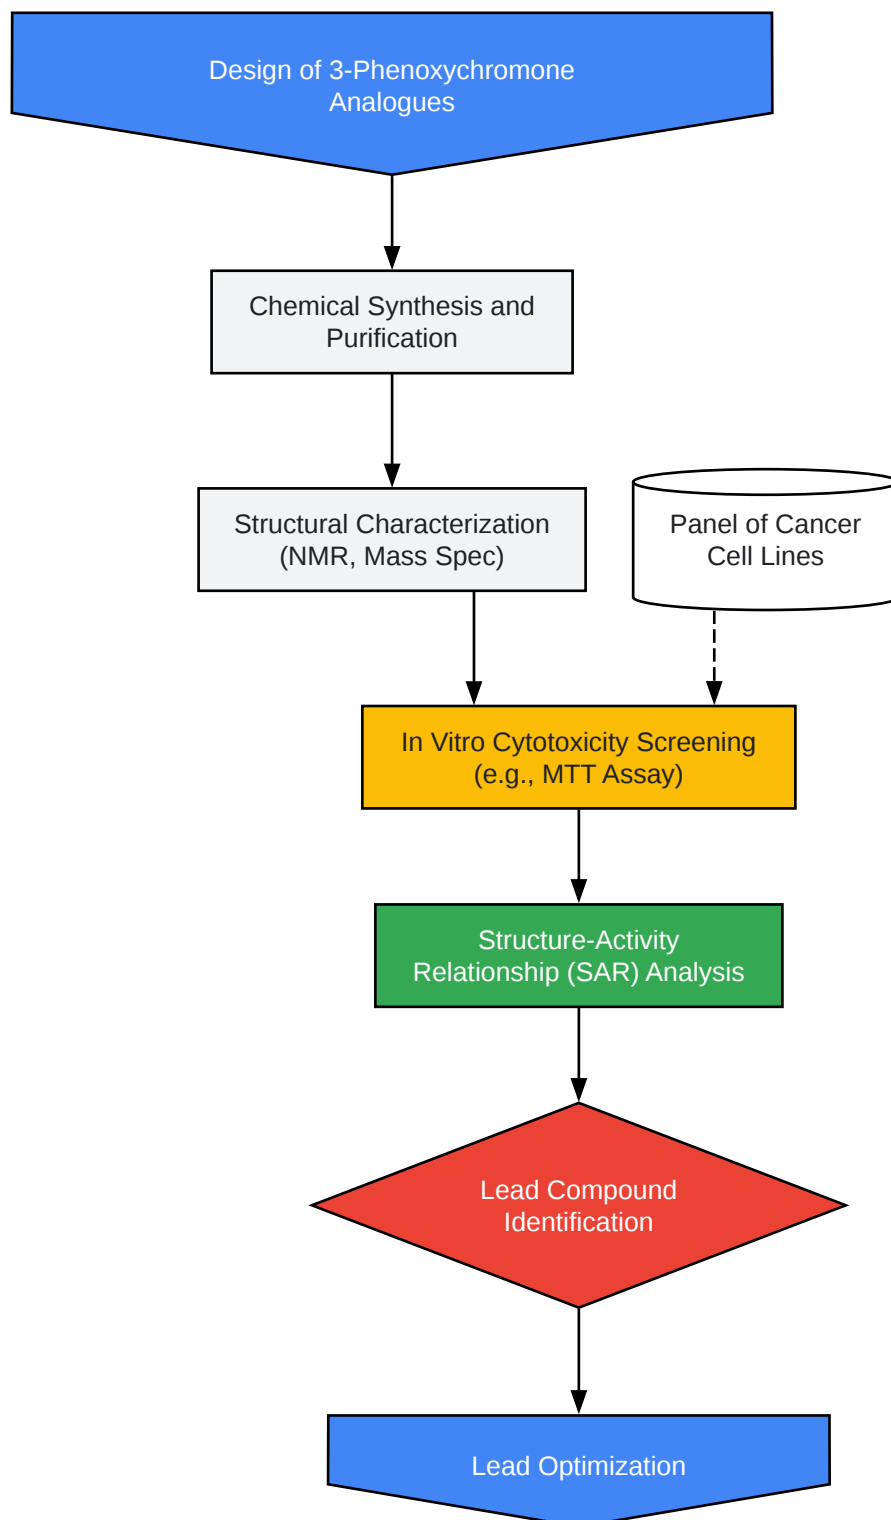 Design of 3-Phenoxychromone
Analogues
Chemical Synthesis and
Purification
Structural Characterization
(NMR, Mass Spec)
Panel of Cancer
Cell Lines
In Vitro Cytotoxicity Screening
(e.g., MTT Assay)
Structure-Activity
Relationship (SAR) Analysis
Lead Compound
Identification
Lead Optimization